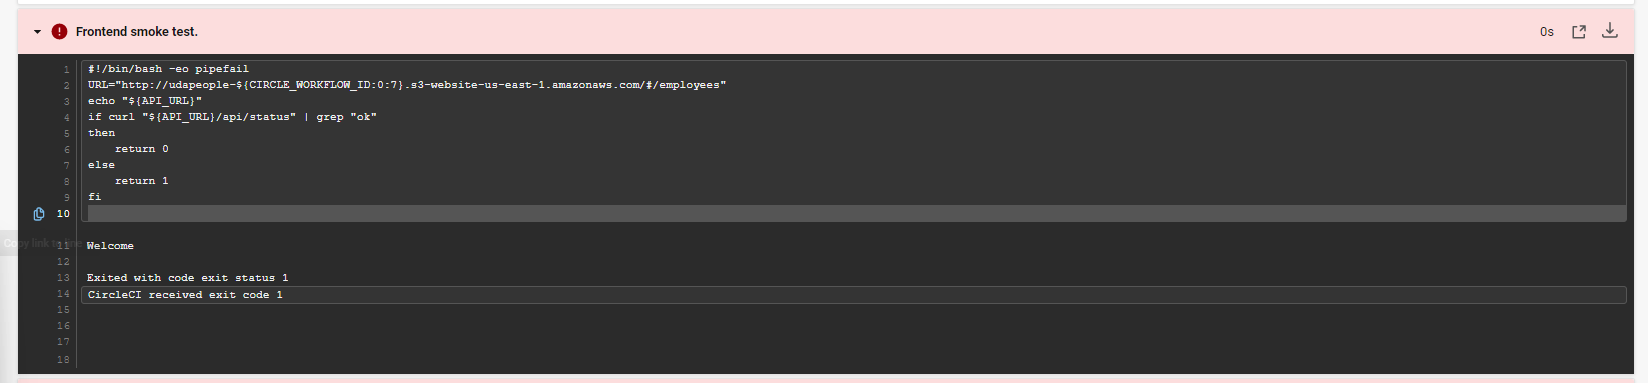 Frontend smoke test.
0s
1 #!/bin/bash -eo pipefail
2 URL="http://udapeople-${CIRCLE_WORKFLOW_ID:0:7}.s3-website-us-east-1.amazonaws.com/#/employees"
3 echo "${API_URL}"
4 if curl "${API_URL}/api/status" | grep "ok"
5 then
6     return 0
7 else
8     return 1
9 fi
10
Copy link to line
11 Welcome
12
13 Exited with code exit status 1
14 CircleCI received exit code 1
15
16
17
18